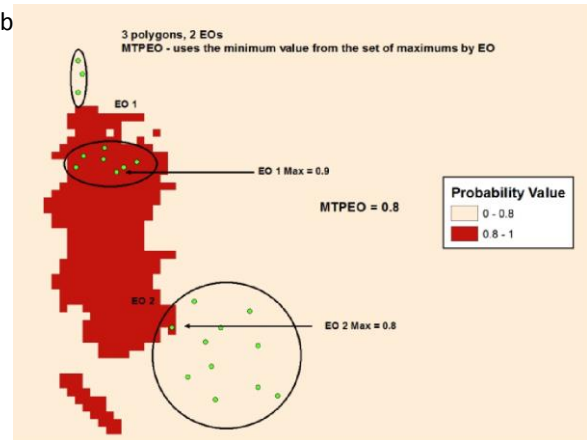 b
3 polygons, 2 EOs
MTPEO - uses the minimum value from the set of maximums by EO
EO 1
EO 1 Max = 0.9
MTPEO = 0.8
Probability Value
0 - 0.8
0.8 - 1
EO 2
EO 2 Max = 0.8